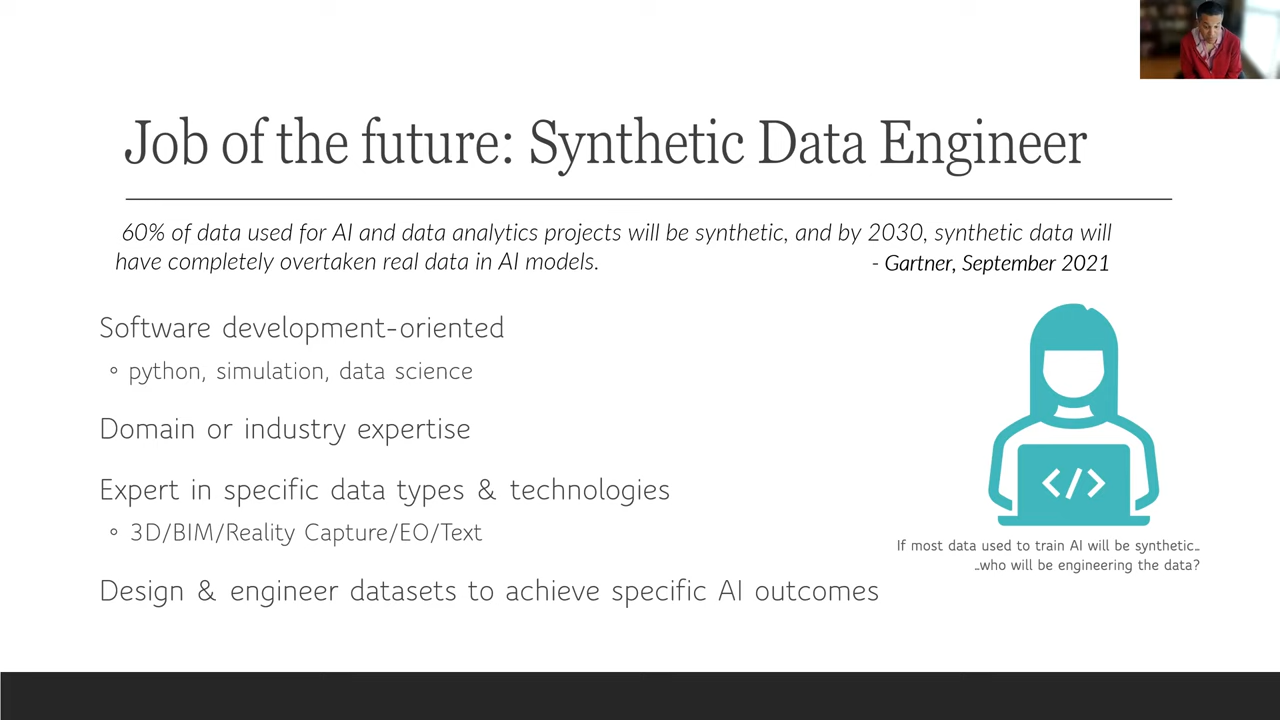 Job of the future: Synthetic Data Engineer
60% of data used for AI and data analytics projects will be synthetic, and by 2030, synthetic data will
have completely overtaken real data in AI models.
- Gartner, September 2021
Software development-oriented
◦ python, simulation, data science
Domain or industry expertise
Expert in specific data types & technologies
◦ 3D/BIM/Reality Capture/EO/Text
Design & engineer datasets to achieve specific AI outcomes
</>
If most data used to train AI will be synthetic..
..who will be engineering the data?